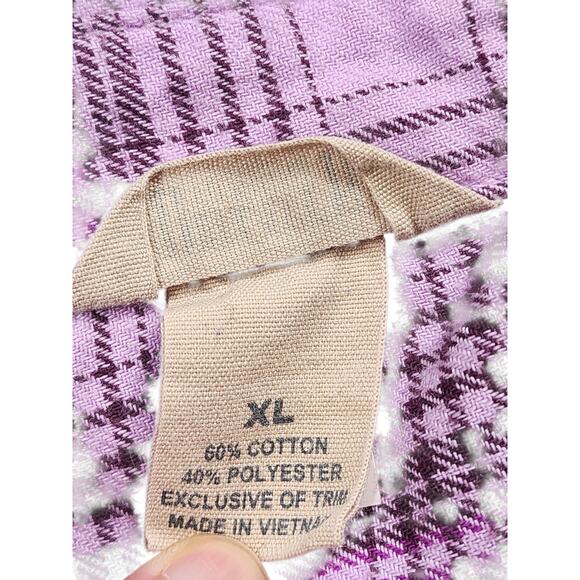 XL
60% COTTON
40% POLYESTER
EXCLUSIVE OF TRIM
MADE IN VIETNAM